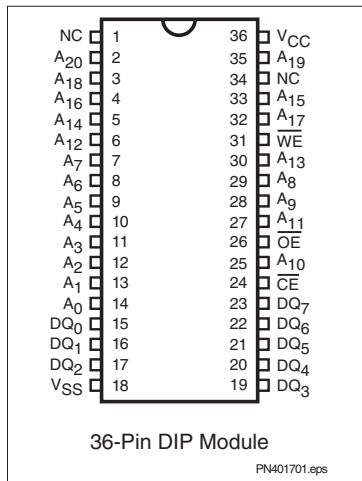 NC 1 36 VCC
A20 2 35 A19
A18 3 34 NC
A16 4 33 A15
A14 5 32 A17
A12 6 31 W̅E̅
A7 7 30 A13
A6 8 29 A8
A5 9 28 A9
A4 10 27 A11
A3 11 26 O̅E̅
A2 12 25 A10
A1 13 24 C̅E̅
A0 14 23 DQ7
DQ0 15 22 DQ6
DQ1 16 21 DQ5
DQ2 17 20 DQ4
VSS 18 19 DQ3
36-Pin DIP Module
PN401701.eps